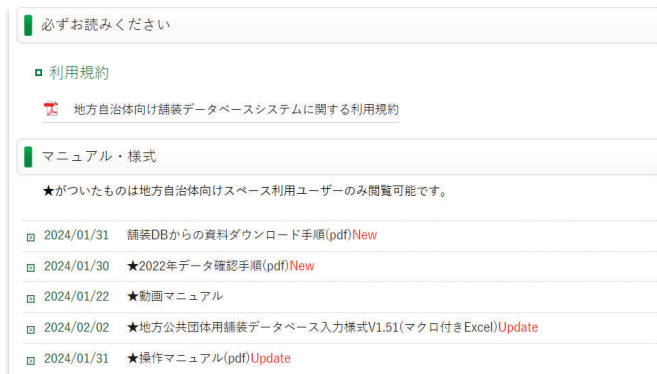 必ずお読みください
利用規約
地方自治体向け舗装データベースシステムに関する利用規約
マニュアル・様式
★がついたものは地方自治体向けスペース利用ユーザーのみ閲覧可能です。
2024/01/31 舗装DBからの資料ダウンロード手順(pdf)New
2024/01/30 ★2022年データ確認手順(pdf)New
2024/01/22 ★動画マニュアル
2024/02/02 ★地方公共団体用舗装データベース入力様式V1.51(マクロ付きExcel)Update
2024/01/31 ★操作マニュアル(pdf)Update